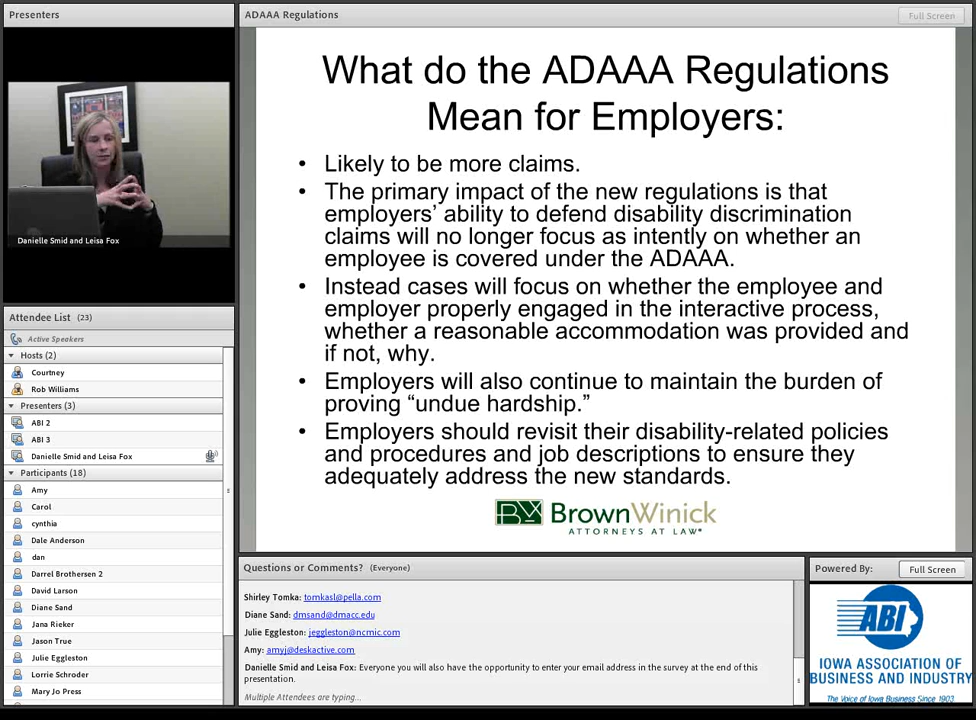 Presenters
Danielle Smid and Leisa Fox
Attendee List (23)
Active Speakers
Hosts (2)
Courtney
Rob Williams
Presenters (3)
ABI 2
ABI 3
Danielle Smid and Leisa Fox
Participants (18)
Amy
Carol
cynthia
Dale Anderson
dan
Darrel Brothersen 2
David Larson
Diane Sand
Jana Rieker
Jason True
Julie Eggleston
Lorrie Schroder
Mary Jo Press
ADAAA Regulations
Full Screen
What do the ADAAA Regulations
Mean for Employers:
• Likely to be more claims.
• The primary impact of the new regulations is that
employers’ ability to defend disability discrimination
claims will no longer focus as intently on whether an
employee is covered under the ADAAA.
• Instead cases will focus on whether the employee and
employer properly engaged in the interactive process,
whether a reasonable accommodation was provided and
if not, why.
• Employers will also continue to maintain the burden of
proving “undue hardship.”
• Employers should revisit their disability-related policies
and procedures and job descriptions to ensure they
adequately address the new standards.
BrownWinick
ATTORNEYS AT LAW®
Questions or Comments? (Everyone)
Shirley Tomka: tomkasl@pella.com
Diane Sand: dmsand@dmacc.edu
Julie Eggleston: jeggleston@ncmic.com
Amy: amyj@deskactive.com
Danielle Smid and Leisa Fox: Everyone you will also have the opportunity to enter your email address in the survey at the end of this
presentation.
Multiple Attendees are typing...
Powered By:
Full Screen
ABI
IOWA ASSOCIATION OF
BUSINESS AND INDUSTRY
The Voice of Iowa Business Since 1903